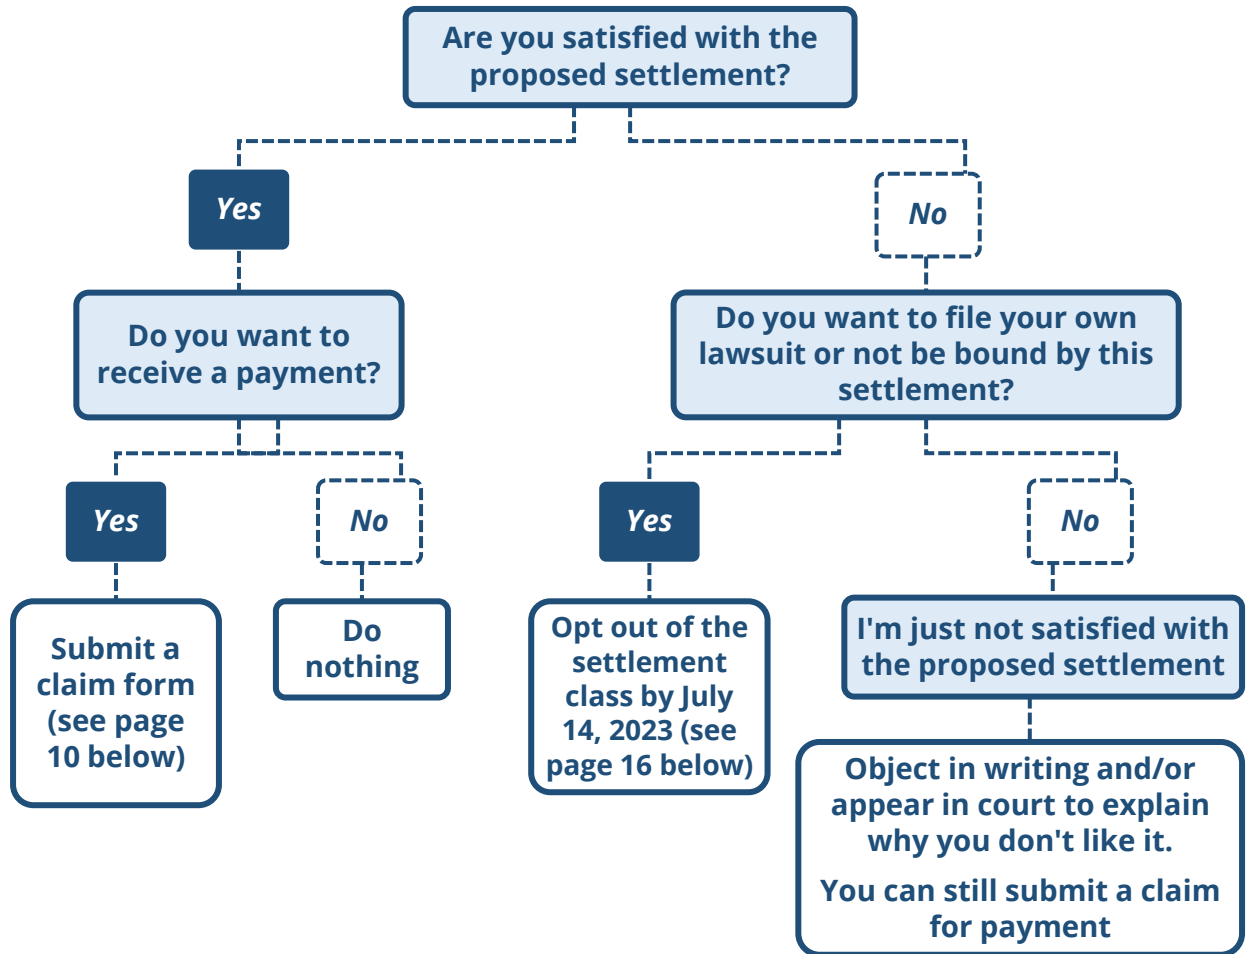 Are you satisfied with the
proposed settlement?
Yes
No
Do you want to
receive a payment?
Do you want to file your own
lawsuit or not be bound by this
settlement?
Yes
No
Yes
No
Submit a
claim form
(see page
10 below)
Do
nothing
Opt out of the
settlement
class by July
14, 2023 (see
page 16 below)
I'm just not satisfied with
the proposed settlement
Object in writing and/or
appear in court to explain
why you don't like it.
You can still submit a claim
for payment